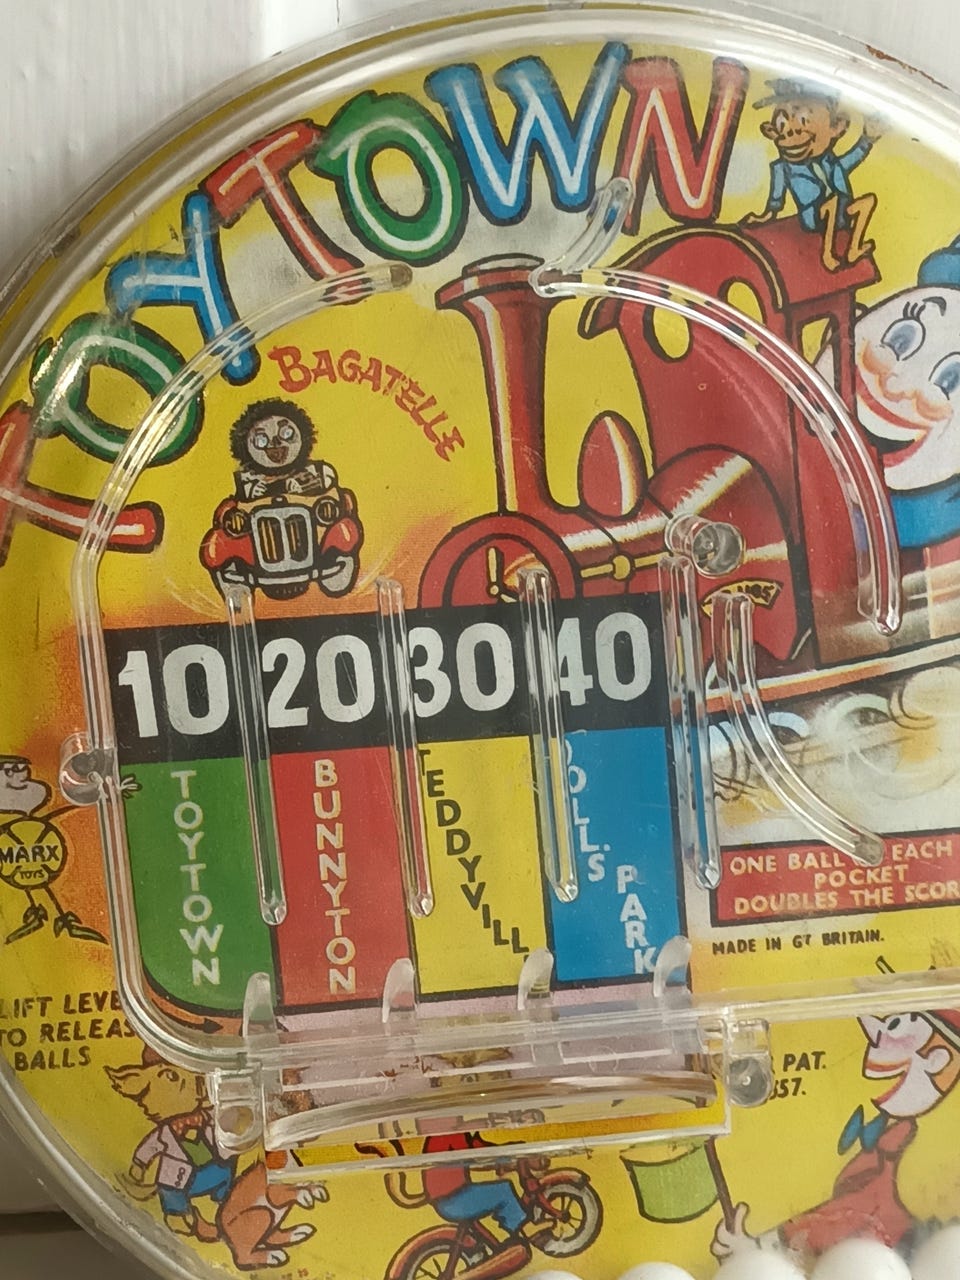 TOYTOWN
BAGATELLE
10 20 30 40
TOYTOWN
BUNNYTON
TEDDYVILL
DOLLS
PARK
MARX
TOYS
ONE BALL EACH
POCKET
DOUBLES THE SCOR
MADE IN GT BRITAIN.
LIFT LEVE
TO RELEAS
BALLS
PAT.